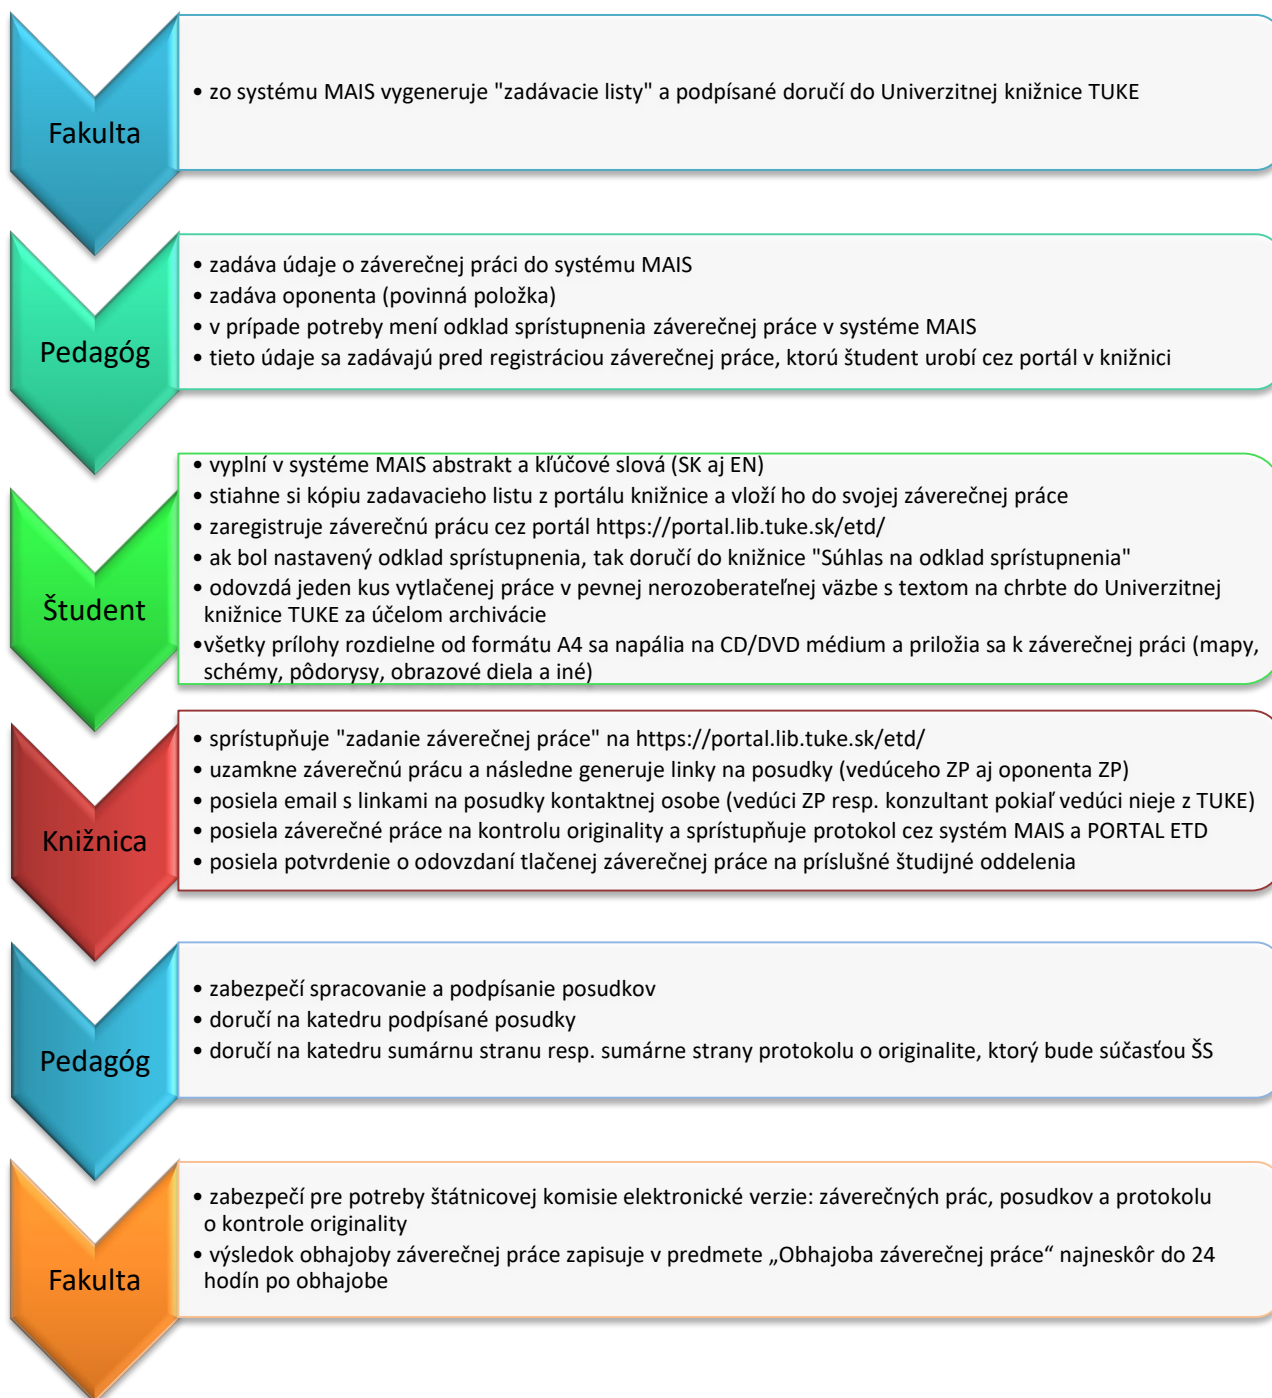 Fakulta
• zo systému MAIS vygeneruje "zadávacie listy" a podpísané doručí do Univerzitnej knižnice TUKE
Pedagóg
• zadáva údaje o záverečnej práci do systému MAIS
• zadáva oponenta (povinná položka)
• v prípade potreby mení odklad sprístupnenia záverečnej práce v systéme MAIS
• tieto údaje sa zadávajú pred registráciou záverečnej práce, ktorú študent urobí cez portál v knižnici
Študent
• vyplní v systéme MAIS abstrakt a kľúčové slová (SK aj EN)
• stiahne si kópiu zadavacieho listu z portálu knižnice a vloží ho do svojej záverečnej práce
• zaregistruje záverečnú prácu cez portál https://portal.lib.tuke.sk/etd/
• ak bol nastavený odklad sprístupnenia, tak doručí do knižnice "Súhlas na odklad sprístupnenia"
• odovzdá jeden kus vytlačenej práce v pevnej nerozoberateľnej väzbe s textom na chrbte do Univerzitnej
knižnice TUKE za účelom archivácie
•všetky prílohy rozdielne od formátu A4 sa napália na CD/DVD médium a priložia sa k záverečnej práci (mapy,
schémy, pôdorysy, obrazové diela a iné)
Knižnica
• sprístupňuje "zadanie záverečnej práce" na https://portal.lib.tuke.sk/etd/
• uzamkne záverečnú prácu a následne generuje linky na posudky (vedúceho ZP aj oponenta ZP)
• posiela email s linkami na posudky kontaktnej osobe (vedúci ZP resp. konzultant pokiaľ vedúci nieje z TUKE)
• posiela záverečné práce na kontrolu originality a sprístupňuje protokol cez systém MAIS a PORTAL ETD
• posiela potvrdenie o odovzdaní tlačenej záverečnej práce na príslušné študijné oddelenia
Pedagóg
• zabezpečí spracovanie a podpísanie posudkov
• doručí na katedru podpísané posudky
• doručí na katedru sumárnu stranu resp. sumárne strany protokolu o originalite, ktorý bude súčasťou ŠS
Fakulta
• zabezpečí pre potreby štátnicovej komisie elektronické verzie: záverečných prác, posudkov a protokolu
o kontrole originality
• výsledok obhajoby záverečnej práce zapisuje v predmete „Obhajoba záverečnej práce“ najneskôr do 24
hodín po obhajobe